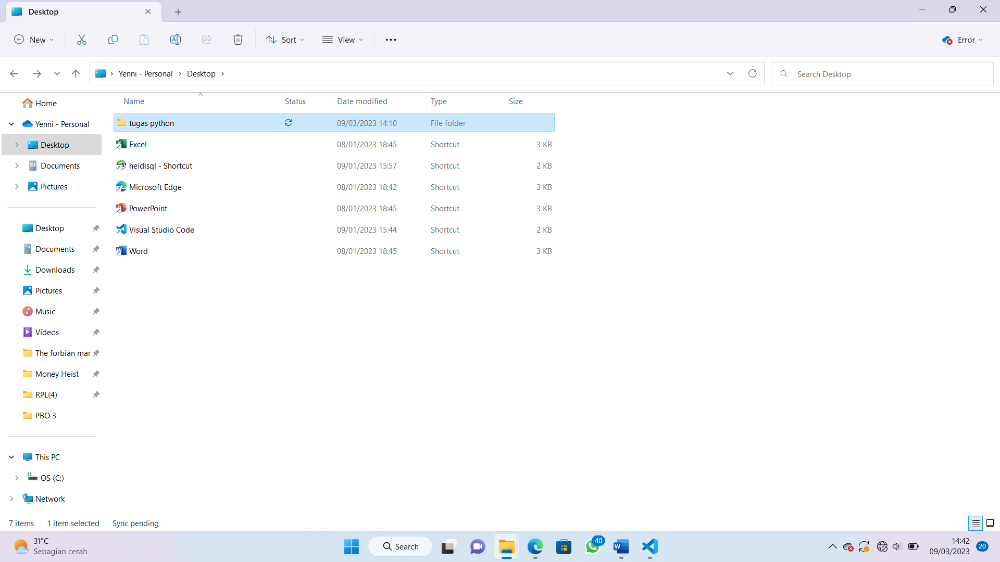 Desktop
New
Sort
View
Error
Yenni - Personal
Desktop
Search Desktop
Name
Status
Date modified
Type
Size
tugas python 09/03/2023 14:10 File folder
Excel 08/01/2023 18:45 Shortcut 3 KB
heidisql - Shortcut 09/01/2023 15:57 Shortcut 2 KB
Microsoft Edge 08/01/2023 18:42 Shortcut 3 KB
PowerPoint 08/01/2023 18:45 Shortcut 3 KB
Visual Studio Code 09/01/2023 15:44 Shortcut 2 KB
Word 08/01/2023 18:45 Shortcut 3 KB
Home
Yenni - Personal
Desktop
Documents
Pictures
Desktop
Documents
Downloads
Pictures
Music
Videos
The forbian mar
Money Heist
RPL(4)
PBO 3
This PC
OS (C:)
Network
7 items 1 item selected Sync pending
31°C
Sebagian cerah
Search
40
14:42
09/03/2023
20